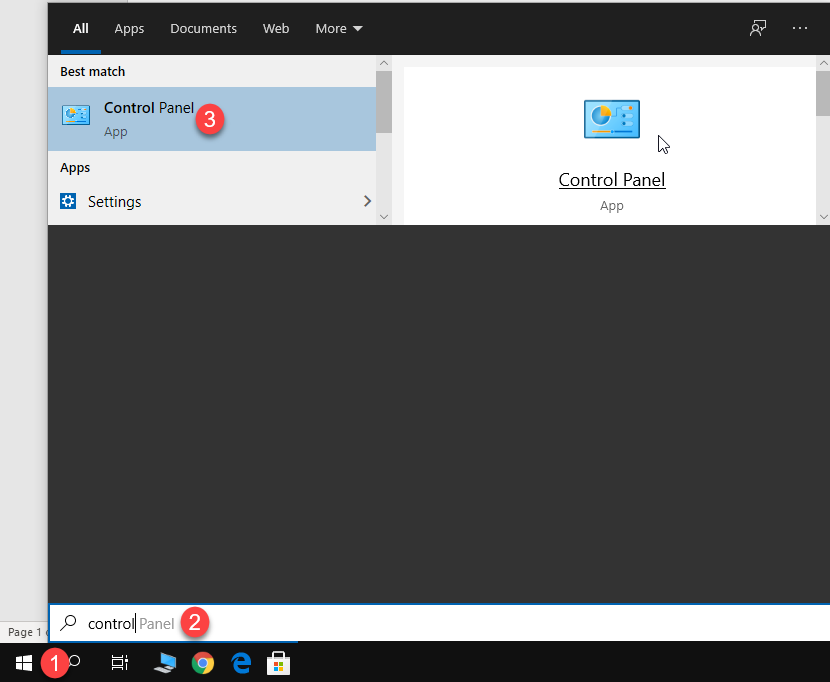 All Apps Documents Web More
Best match
Control Panel
App
3
Apps
Settings
Control Panel
App
control Panel
2
Page 1
1